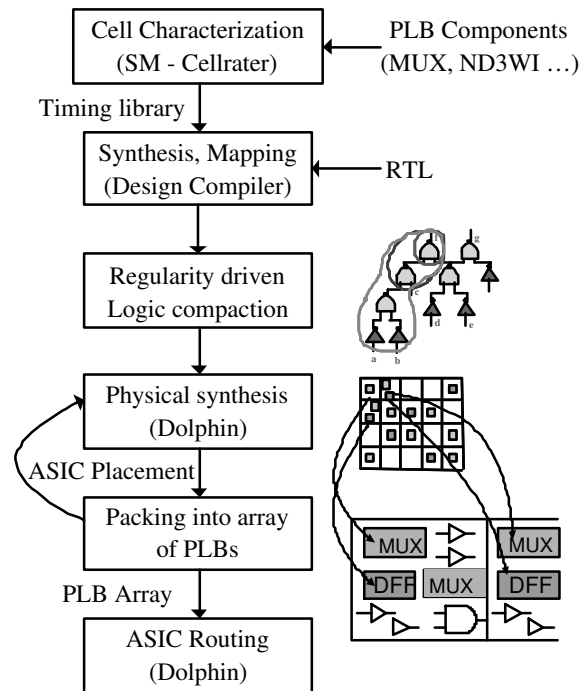 Cell Characterization
(SM - Cellrater)
PLB Components
(MUX, ND3WI …)
Timing library
Synthesis, Mapping
(Design Compiler)
RTL
Regularity driven
Logic compaction
f
g
c
d
e
a
b
Physical synthesis
(Dolphin)
ASIC Placement
Packing into array
of PLBs
MUX
MUX
DFF
MUX
DFF
PLB Array
ASIC Routing
(Dolphin)